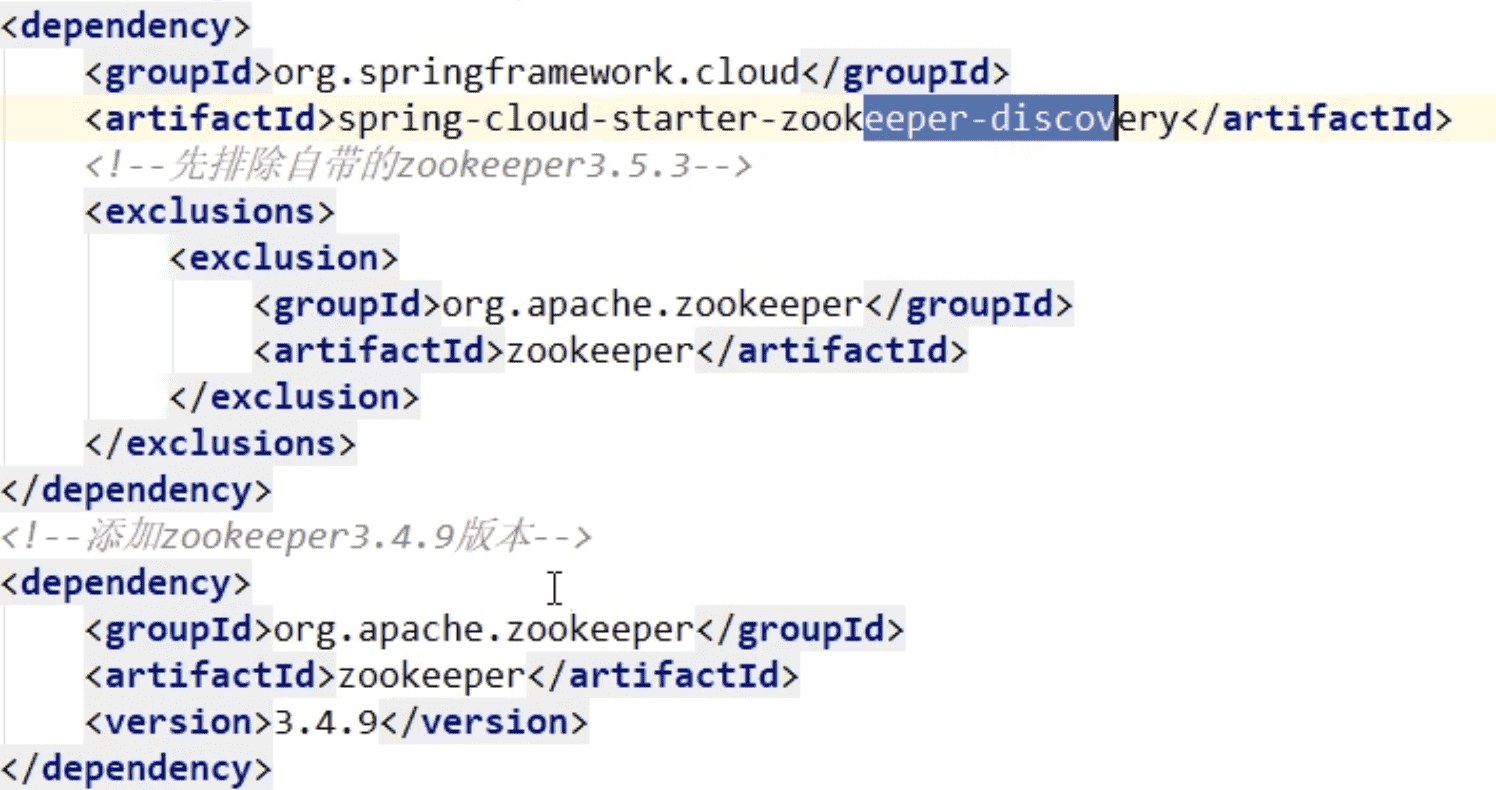 <dependency>
<groupId>org.springframework.cloud</groupId>
<artifactId>spring-cloud-starter-zookeeper-discovery</artifactId>
<!--先排除自带的zookeeper3.5.3-->
<exclusions>
<exclusion>
<groupId>org.apache.zookeeper</groupId>
<artifactId>zookeeper</artifactId>
</exclusion>
</exclusions>
</dependency>
<!--添加zookeeper3.4.9版本-->
<dependency>
<groupId>org.apache.zookeeper</groupId>
<artifactId>zookeeper</artifactId>
<version>3.4.9</version>
</dependency>